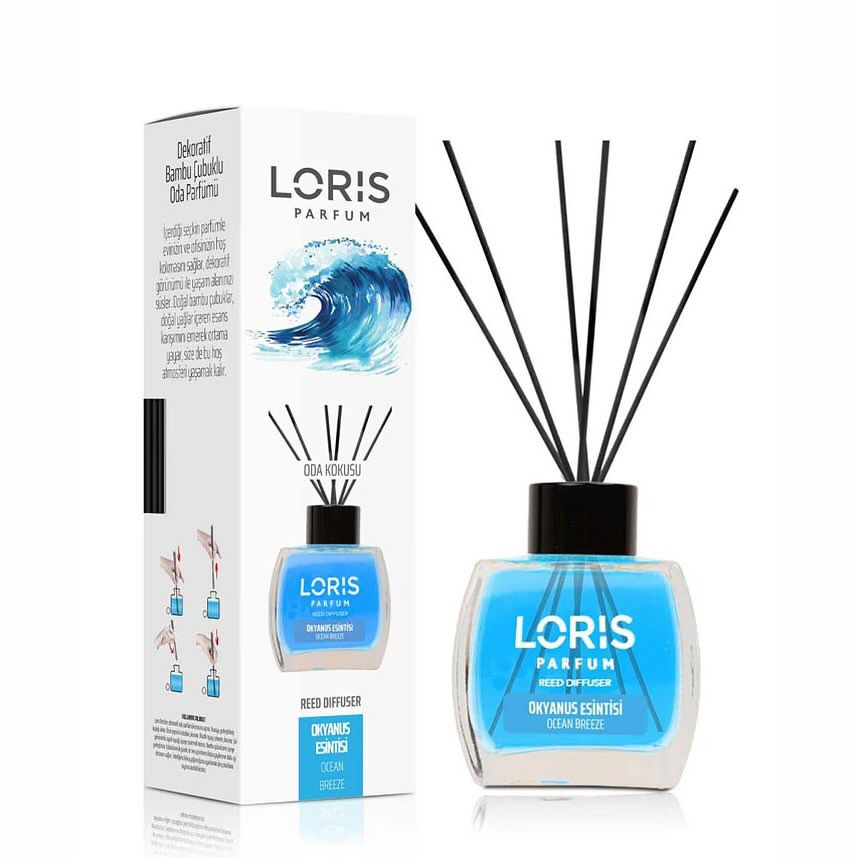 Dekoratif
Bambu Çubuklu
Oda Parfümü
İçerdiği seçkin parfümle
evinizin ve ofisinizin hoş
kokmasını sağlar, dekoratif
görünümü ile yaşam alanınızı
süsler. Doğal bambu çubuklar,
doğal yağlar içeren esans
karışımını emerek ortama
yayar, size de bu hoş
atmosferi yaşamak kalır.
LORIS
PARFUM
ODA KOKUSU
LORIS
PARFUM
REED DIFFUSER
OKYANUS ESİNTİSİ
OCEAN BREEZE
REED DIFFUSER
OKYANUS
ESİNTİSİ
OCEAN
BREEZE
LORIS
PARFUM
REED DIFFUSER
OKYANUS ESİNTİSİ
OCEAN BREEZE